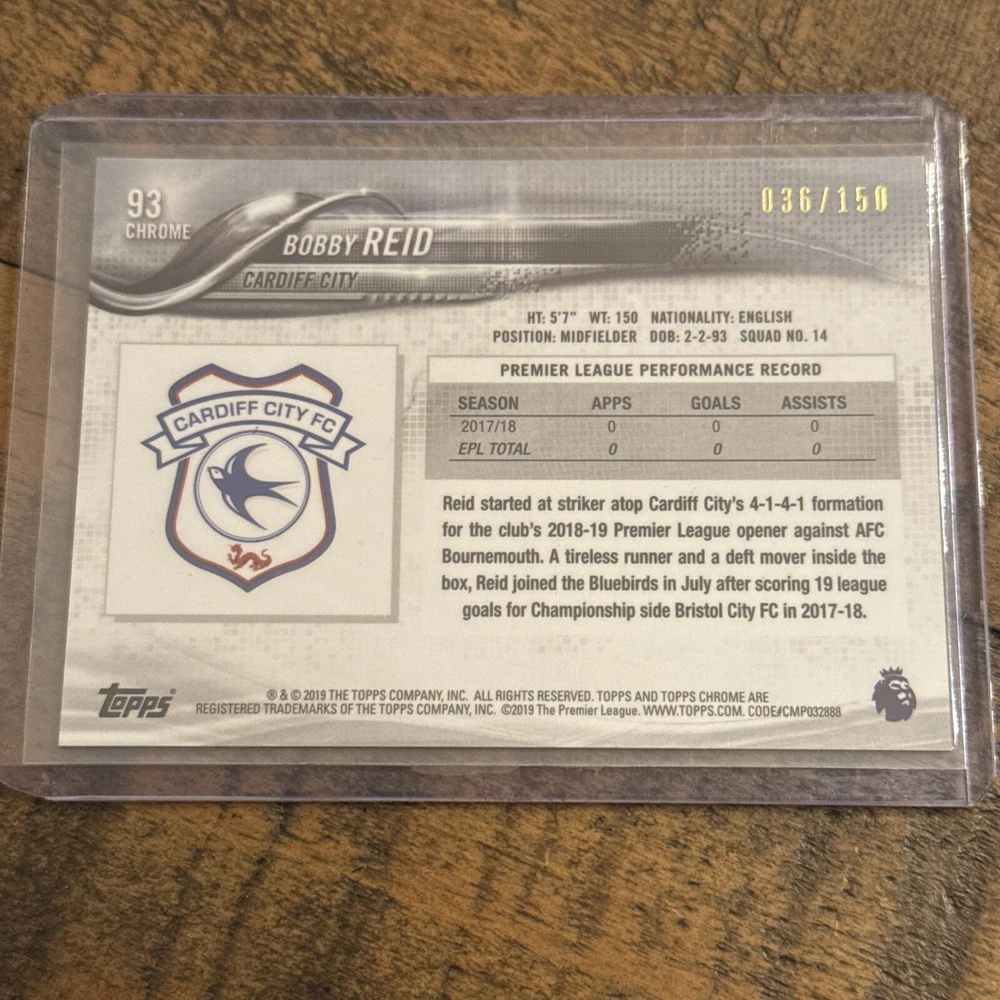 93
CHROME
036/150
BOBBY REID
CARDIFF CITY
HT: 5'7" WT: 150 NATIONALITY: ENGLISH
POSITION: MIDFIELDER DOB: 2-2-93 SQUAD NO. 14
CARDIFF CITY FC
PREMIER LEAGUE PERFORMANCE RECORD
SEASON APPS GOALS ASSISTS
2017/18 0 0 0
EPL TOTAL 0 0 0
Reid started at striker atop Cardiff City's 4-1-4-1 formation
for the club's 2018-19 Premier League opener against AFC
Bournemouth. A tireless runner and a deft mover inside the
box, Reid joined the Bluebirds in July after scoring 19 league
goals for Championship side Bristol City FC in 2017-18.
topps®
® & © 2019 THE TOPPS COMPANY, INC. ALL RIGHTS RESERVED. TOPPS AND TOPPS CHROME ARE
REGISTERED TRADEMARKS OF THE TOPPS COMPANY, INC. ©2019 The Premier League. WWW.TOPPS.COM. CODE#CMP032888